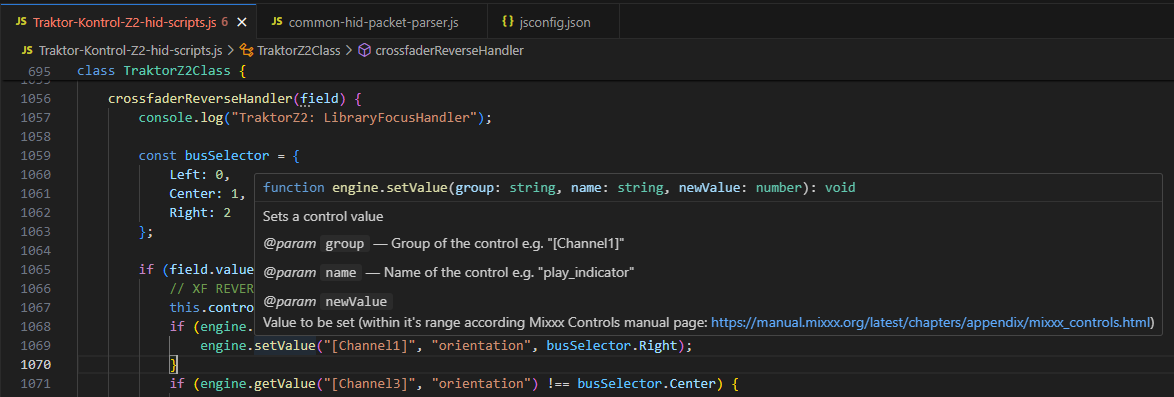 JS Traktor-Kontrol-Z2-hid-scripts.js 6 × JS common-hid-packet-parser.js {} jsconfig.json
JS Traktor-Kontrol-Z2-hid-scripts.js > TraktorZ2Class > crossfaderReverseHandler
695 class TraktorZ2Class {
1056 crossfaderReverseHandler(field) {
1057 console.log("TraktorZ2: LibraryFocusHandler");
1058
1059 const busSelector = {
1060 Left: 0,
function engine.setValue(group: string, name: string, newValue: number): void
1061 Center: 1,
1062 Right: 2
Sets a control value
1063 };
@param group — Group of the control e.g. "[Channel1]"
1064
1065 if (field.value
@param name — Name of the control e.g. "play_indicator"
1066 // XF REVER
@param newValue
1067 this.contro
Value to be set (within it's range according Mixxx Controls manual page: https://manual.mixxx.org/latest/chapters/appendix/mixxx_controls.html)
1068 if (engine.
1069 engine.setValue("[Channel1]", "orientation", busSelector.Right);
1070 }
1071 if (engine.getValue("[Channel3]", "orientation") !== busSelector.Center) {